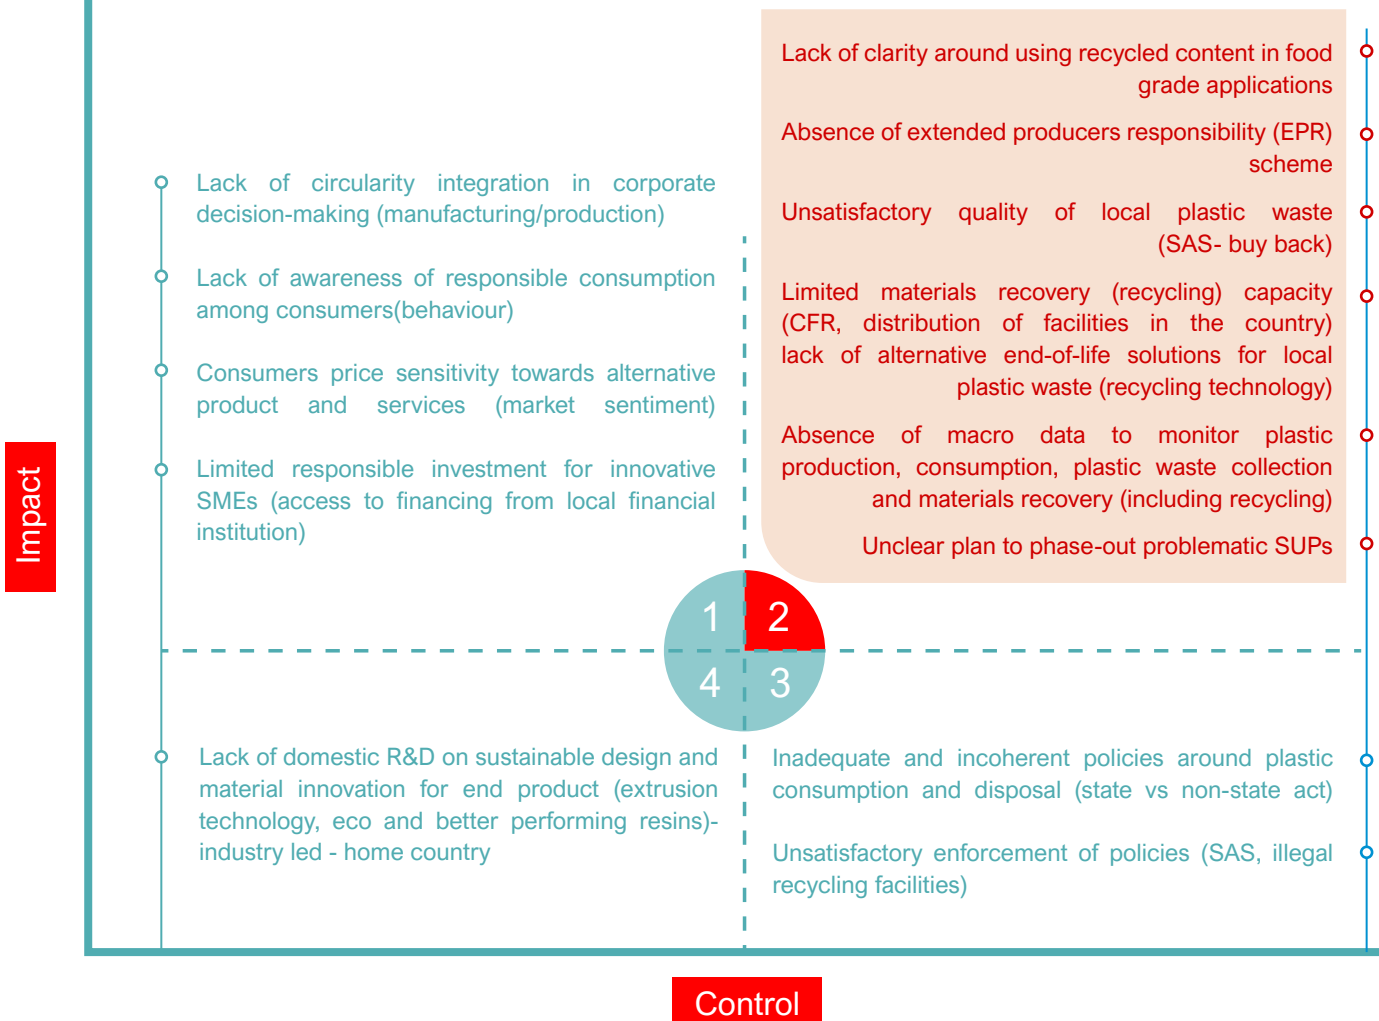 Impact
Lack of circularity integration in corporate
decision-making (manufacturing/production)
Lack of awareness of responsible consumption
among consumers(behaviour)
Consumers price sensitivity towards alternative
product and services (market sentiment)
Limited responsible investment for innovative
SMEs (access to financing from local financial
institution)
Lack of clarity around using recycled content in food
grade applications
Absence of extended producers responsibility (EPR)
scheme
Unsatisfactory quality of local plastic waste
(SAS- buy back)
Limited materials recovery (recycling) capacity
(CFR, distribution of facilities in the country)
lack of alternative end-of-life solutions for local
plastic waste (recycling technology)
Absence of macro data to monitor plastic
production, consumption, plastic waste collection
and materials recovery (including recycling)
Unclear plan to phase-out problematic SUPs
1 2
4 3
Lack of domestic R&D on sustainable design and
material innovation for end product (extrusion
technology, eco and better performing resins)-
industry led - home country
Inadequate and incoherent policies around plastic
consumption and disposal (state vs non-state act)
Unsatisfactory enforcement of policies (SAS, illegal
recycling facilities)
Control